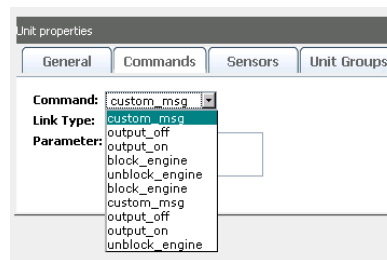 Unit properties
General Commands Sensors Unit Groups
Command: custom_msg
Link Type:
Parameter:
custom_msg
output_off
output_on
block_engine
unblock_engine
block_engine
custom_msg
output_off
output_on
unblock_engine